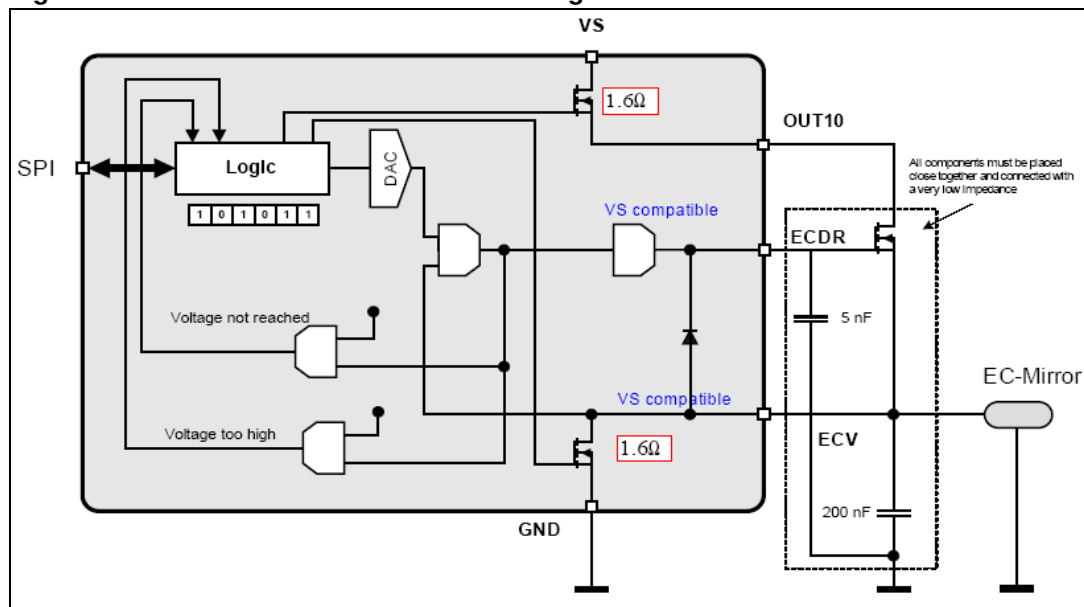 VS
1.6Ω
OUT10
All components must be placed
close together and connected with
a very low impedance
SPI
Logic
DAC
1 0 1 0 1 1
VS compatible
ECDR
Voltage not reached
5 nF
EC-Mirror
VS compatible
Voltage too high
1.6Ω
ECV
200 nF
GND